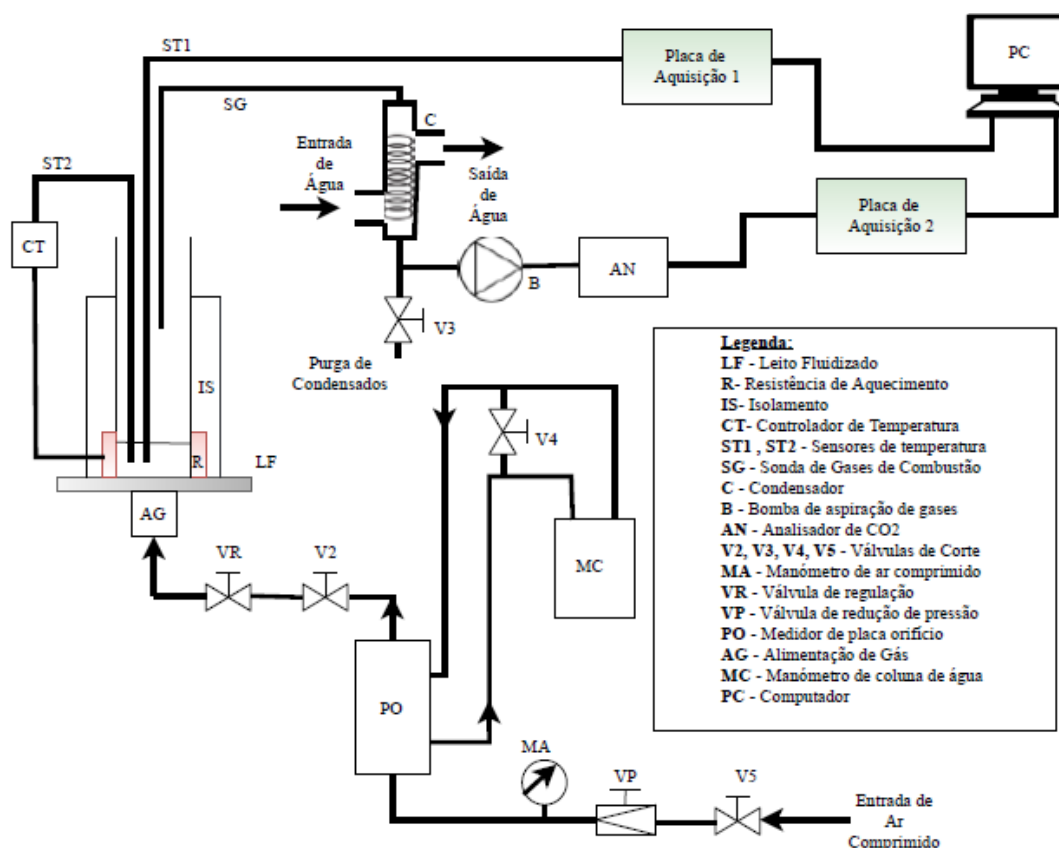 ST1
Placa de
Aquisição 1
PC
SG
C
Entrada
de
Água
Saída
de
Água
ST2
CT
Placa de
Aquisição 2
AN
B
V3
Purga de
Condensados
IS
R
LF
AG
V4
MC
VR
V2
PO
MA
VP
V5
Entrada de
Ar
Comprimido
Legenda:
LF - Leito Fluidizado
R- Resistência de Aquecimento
IS- Isolamento
CT- Controlador de Temperatura
ST1 , ST2 - Sensores de temperatura
SG - Sonda de Gases de Combustão
C - Condensador
B - Bomba de aspiração de gases
AN - Analisador de CO2
V2, V3, V4, V5 - Válvulas de Corte
MA - Manómetro de ar comprimido
VR - Válvula de regulação
VP - Válvula de redução de pressão
PO - Medidor de placa orifício
AG - Alimentação de Gás
MC - Manómetro de coluna de água
PC - Computador